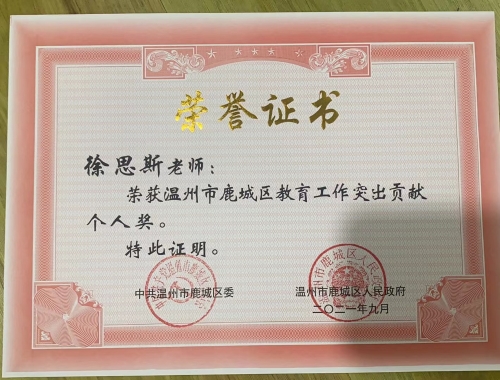 荣誉证书
徐思斯老师：
荣获温州市鹿城区教育工作突出贡献
个人奖。
特此证明。
中共温州市鹿城区委
温州市鹿城区人民政府
二〇二一年九月